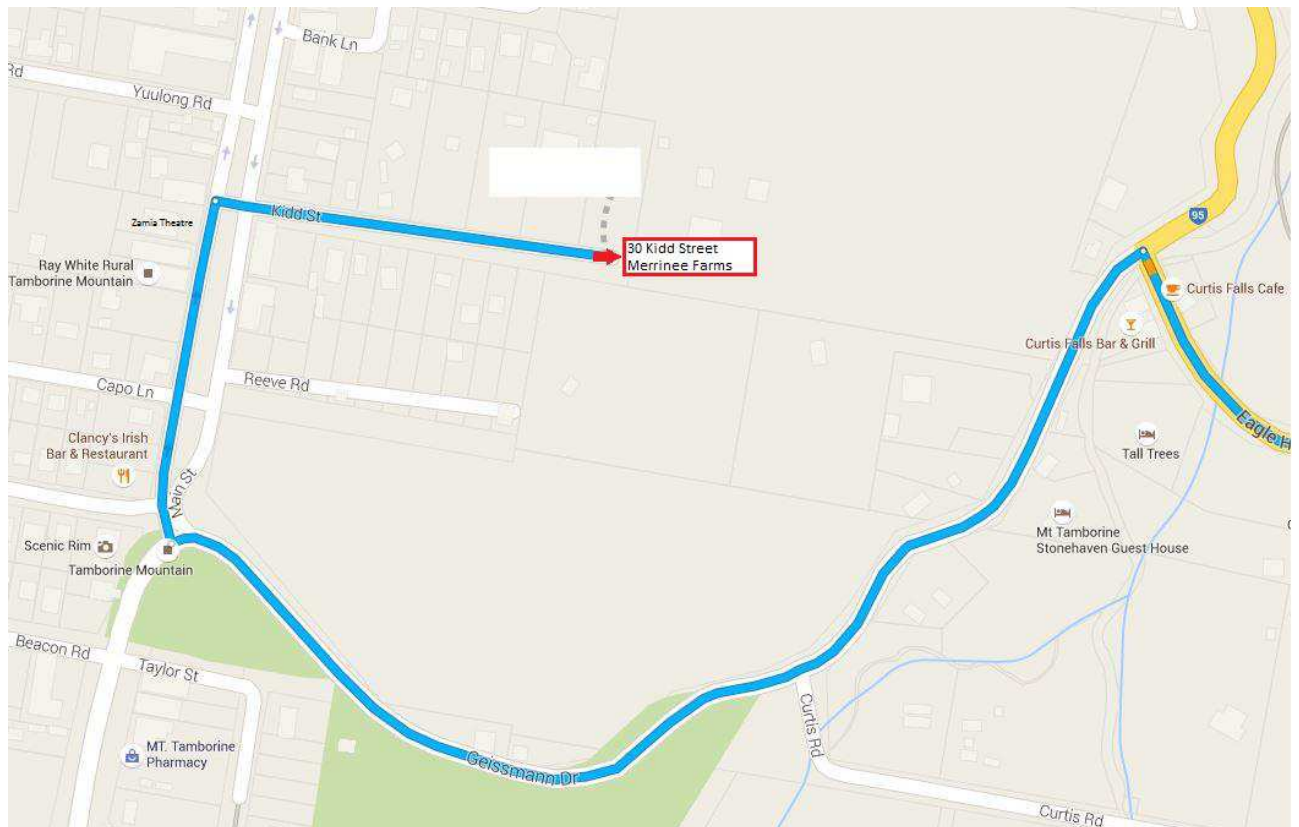 Bank Ln
Rd
Yuulong Rd
Zamia Theatre
Kidd St
30 Kidd Street
Merrinee Farms
95
Ray White Rural
Tamborine Mountain
Curtis Falls Cafe
Curtis Falls Bar & Grill
Capo Ln
Reeve Rd
Eagle H
Clancy's Irish
Bar & Restaurant
Tall Trees
Main St
Scenic Rim
Mt Tamborine
Stonehaven Guest House
Tamborine Mountain
Beacon Rd
Taylor St
Curtis Rd
MT. Tamborine
Pharmacy
Geissmann Dr
Curtis Rd